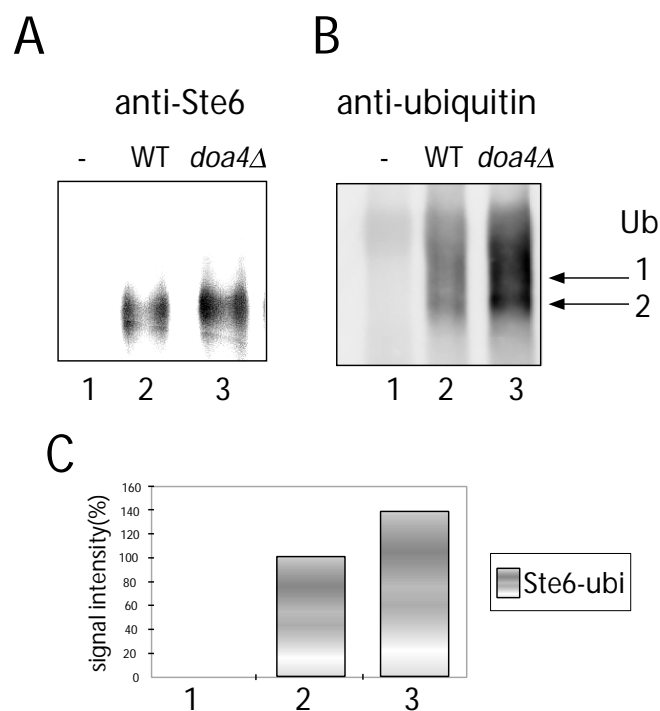 A
B
anti-Ste6
anti-ubiquitin
- WT doa4Δ
- WT doa4Δ
Ub
1
2
1 2 3
1 2 3
C
160
140
120
100
80
60
40
20
0
signal intensity(%)
1 2 3
Ste6-ubi